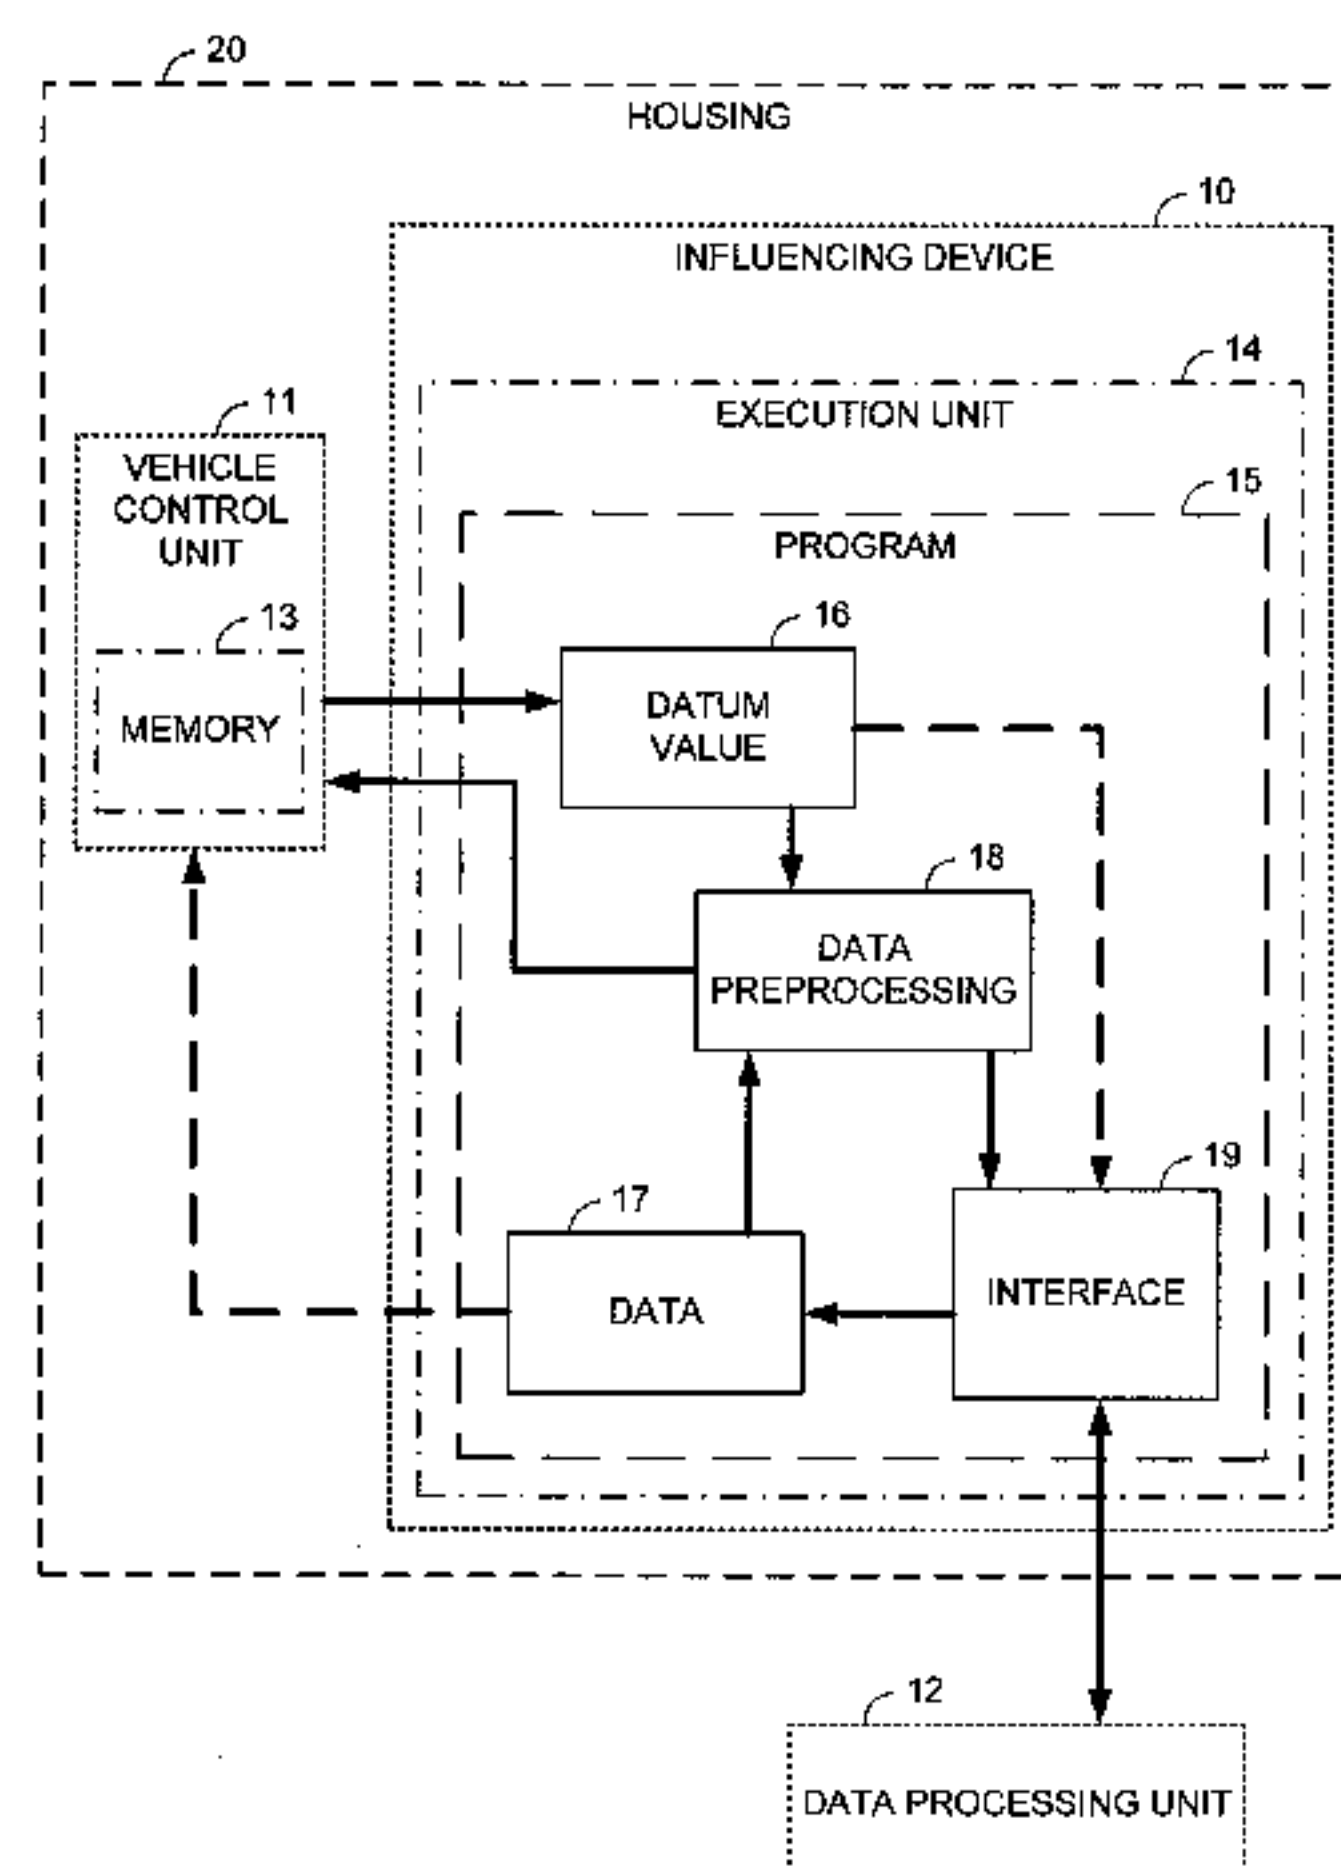 20
HOUSING
10
INFLUENCING DEVICE
14
EXECUTION UNIT
11
VEHICLE
CONTROL
UNIT
15
PROGRAM
13
MEMORY
16
DATUM
VALUE
18
DATA
PREPROCESSING
17
DATA
19
INTERFACE
12
DATA PROCESSING UNIT